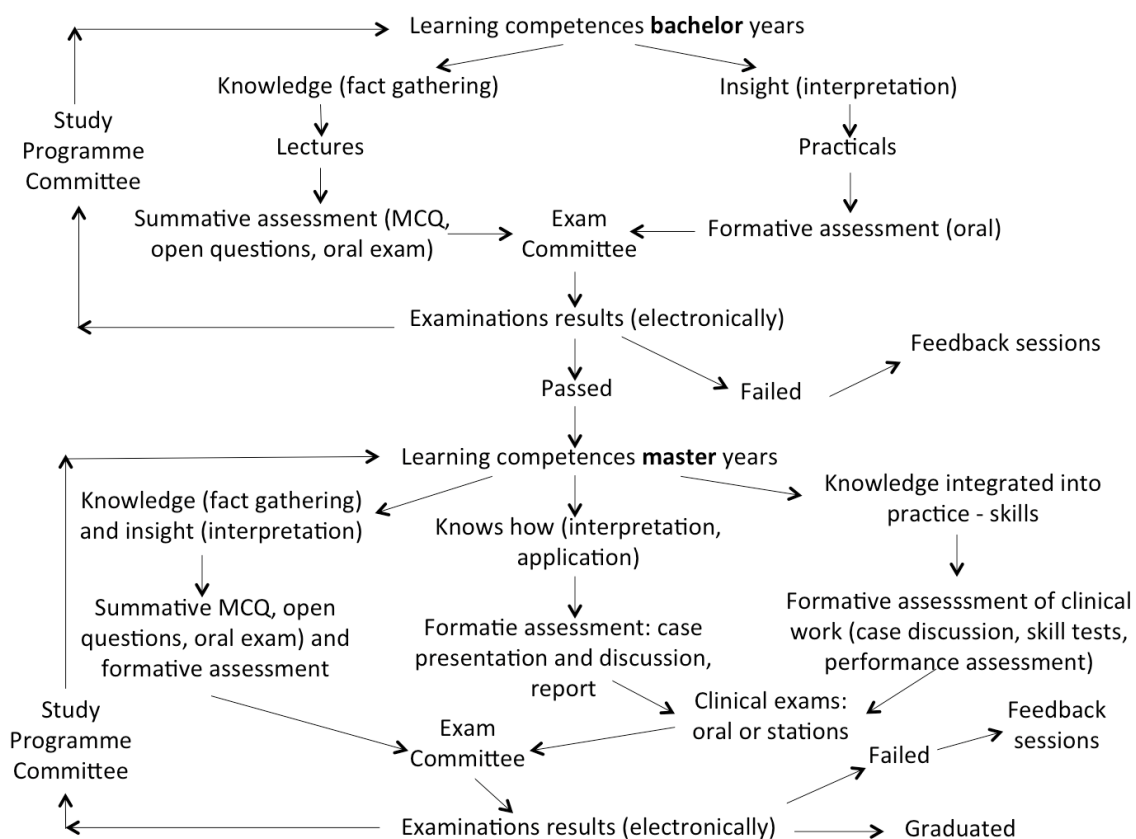 Learning competences bachelor years
Knowledge (fact gathering)
Insight (interpretation)
Study
Programme
Committee
Lectures
Practicals
Summative assessment (MCQ,
open questions, oral exam)
Exam
Committee
Formative assessment (oral)
Examinations results (electronically)
Feedback sessions
Passed
Failed
Learning competences master years
Knowledge (fact gathering)
and insight (interpretation)
Knows how (interpretation,
application)
Knowledge integrated into
practice - skills
Summative MCQ, open
questions, oral exam) and
formative assessment
Formatie assessment: case
presentation and discussion,
report
Formative assesssment of clinical
work (case discussion, skill tests,
performance assessment)
Study
Programme
Committee
Exam
Committee
Clinical exams:
oral or stations
Failed
Feedback
sessions
Examinations results (electronically)
Graduated